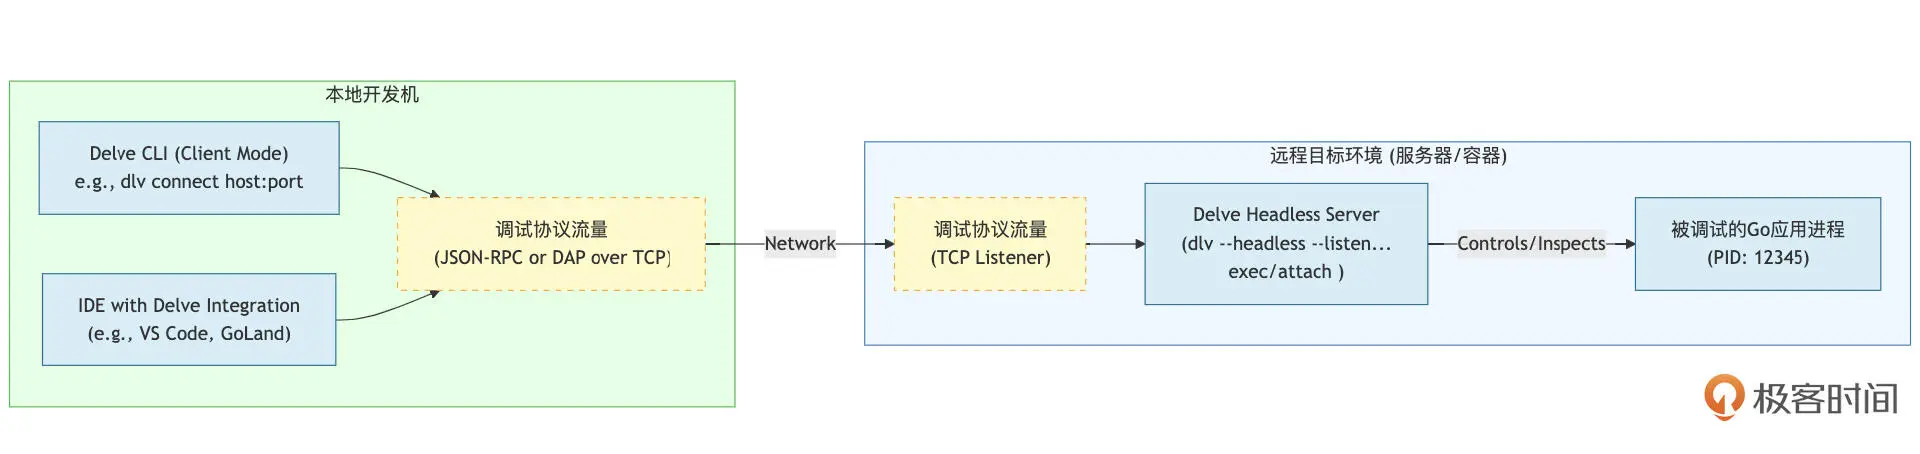 本地开发机
Delve CLI (Client Mode)
e.g., dlv connect host:port
IDE with Delve Integration
(e.g., VS Code, GoLand)
调试协议流量
(JSON-RPC or DAP over TCP)
Network
远程目标环境 (服务器/容器)
调试协议流量
(TCP Listener)
Delve Headless Server
(dlv --headless --listen...
exec/attach )
Controls/Inspects
被调试的Go应用进程
(PID: 12345)
极客时间